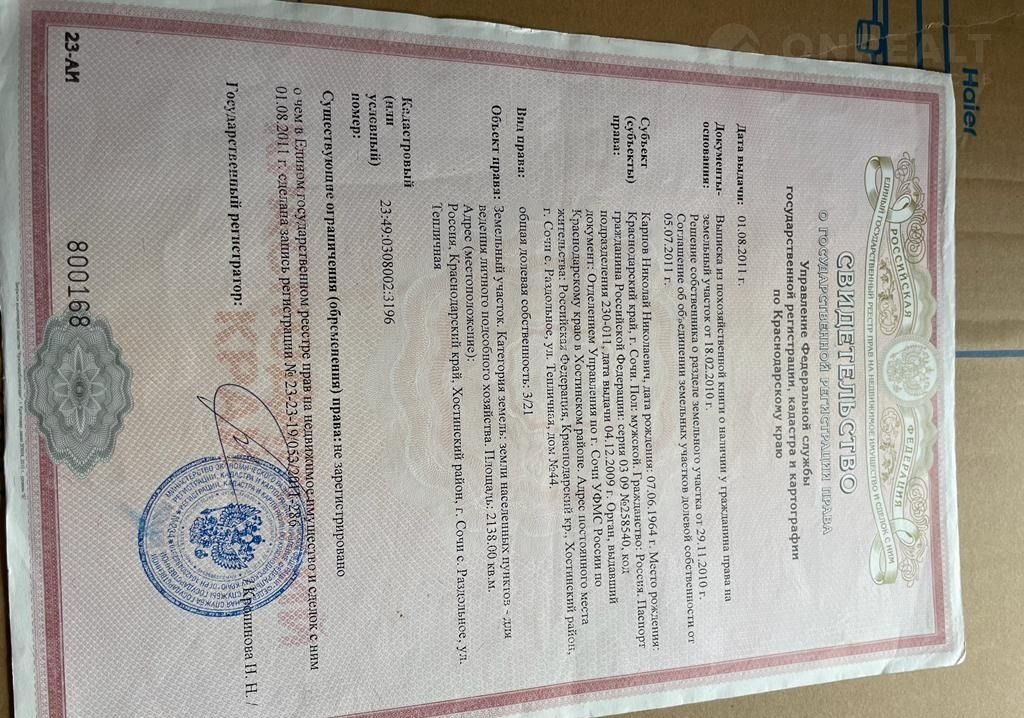 ONREALT
Haier
РОССИЙСКАЯ ФЕДЕРАЦИЯ
ЕДИНЫЙ ГОСУДАРСТВЕННЫЙ РЕЕСТР ПРАВ НА НЕДВИЖИМОЕ ИМУЩЕСТВО И СДЕЛОК С НИМ
СВИДЕТЕЛЬСТВО
О ГОСУДАРСТВЕННОЙ РЕГИСТРАЦИИ ПРАВА
Управление Федеральной службы
государственной регистрации, кадастра и картографии
по Краснодарскому краю
Дата выдачи: 01.08.2011 г.
Документы- Выписка из похозяйственной книги о наличии у гражданина права на
основания: земельный участок от 18.02.2010 г.
Решение собственника о разделе земельного участка от 29.11.2010 г.
Соглашение об объединении земельных участков долевой собственности от
05.07.2011 г.
Субъект Карпов Николай Николаевич, дата рождения: 07.06.1964 г. Место рождения:
(субъекты) Краснодарский край, г. Сочи. Пол: мужской. Гражданство: Россия. Паспорт
права: гражданина Российской Федерации: серия 03 09 №258540, код
подразделения 230-011, дата выдачи 04.12.2009 г. Орган, выдавший
документ: Отделением Управления по г. Сочи УФМС России по
Краснодарскому краю в Хостинском районе. Адрес постоянного места
жительства: Российская Федерация, Краснодарский кр., Хостинский район,
г. Сочи с. Раздольное, ул. Тепличная, дом №44.
Вид права: общая долевая собственность: 3/21
Объект права: Земельный участок. Категория земель: земли населенных пунктов - для
ведения личного подсобного хозяйства. Площадь: 2138.00 кв.м.
Адрес (местоположение):
Россия, Краснодарский край, Хостинский район, г. Сочи с. Раздольное, ул.
Тепличная
Кадастровый
(или
условный)
номер: 23:49:0308002:3196
Существующие ограничения (обременения) права: не зарегистрировано
о чем в Едином государственном реестре прав на недвижимое имущество и сделок с ним
01.08.2011 г. сделана запись регистрации № 23-23-19/053/2011-286
Государственный регистратор: Кропинова Н. Н. /
23-АИ 800168